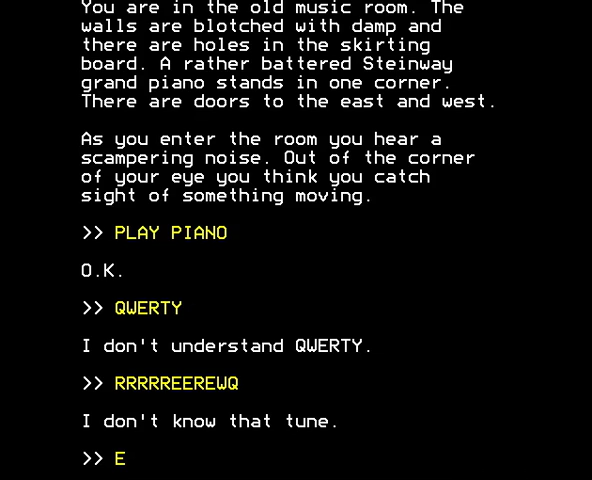 You are in the old music room. The
walls are blotched with damp and
there are holes in the skirting
board. A rather battered Steinway
grand piano stands in one corner.
There are doors to the east and west.
As you enter the room you hear a
scampering noise. Out of the corner
of your eye you think you catch
sight of something moving.
>> PLAY PIANO
O.K.
>> QWERTY
I don't understand QWERTY.
>> RRRRREEREWQ
I don't know that tune.
>> E